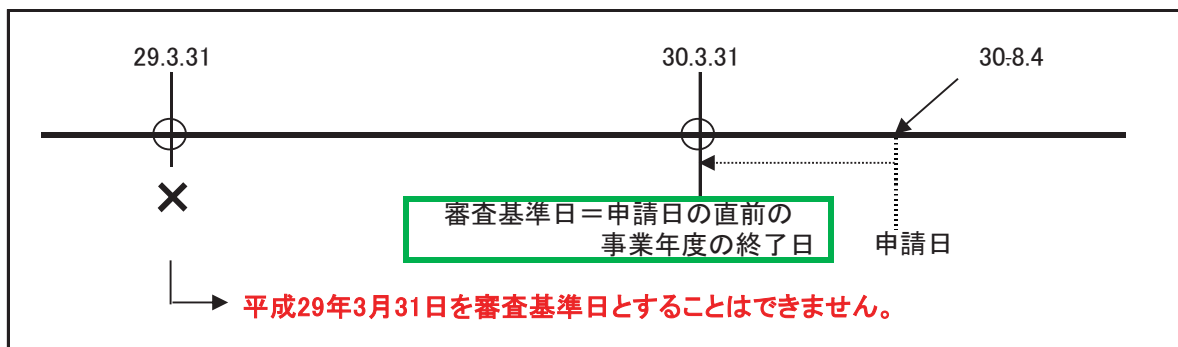 29.3.31
30.3.31
30-8.4
審査基準日＝申請日の直前の
事業年度の終了日
申請日
平成29年3月31日を審査基準日とすることはできません。